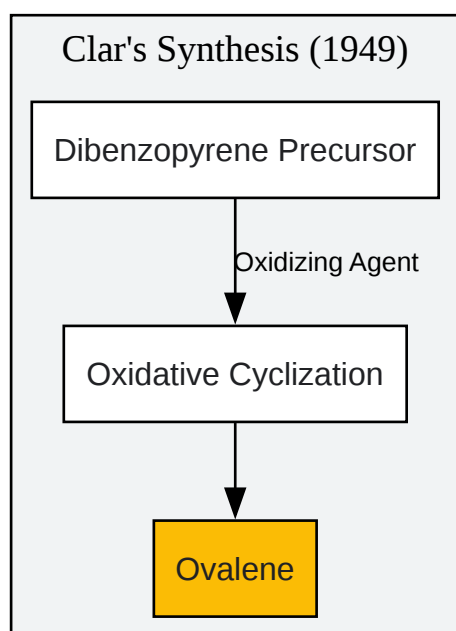 Clar's Synthesis (1949)
Dibenzopyrene Precursor
Oxidizing Agent
Oxidative Cyclization
Ovalene